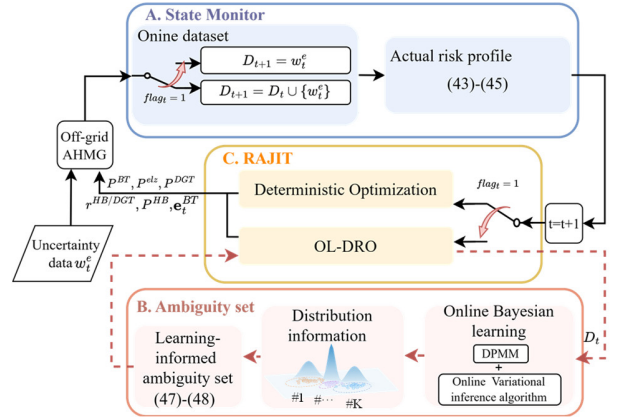 A. State Monitor
Onine dataset
D_{t+1} = w_t^e
D_{t+1} = D_t ∪ {w_t^e}
flag_t = 1
Actual risk profile
(43)-(45)
Off-grid
AHMG
Uncertainty
data w_t^e
P^{BT}, P^{elz}, P^{DGT}
r^{HB/DGT}, P^{HB}, e_t^{BT}
C. RAJIT
Deterministic Optimization
OL-DRO
flag_t = 1
t=t+1
B. Ambiguity set
Learning-
informed
ambiguity set
(47)-(48)
Distribution
information
#1 #··· #K
Online Bayesian
learning
DPMM
+
Online Variational
inference algorithm
D_t